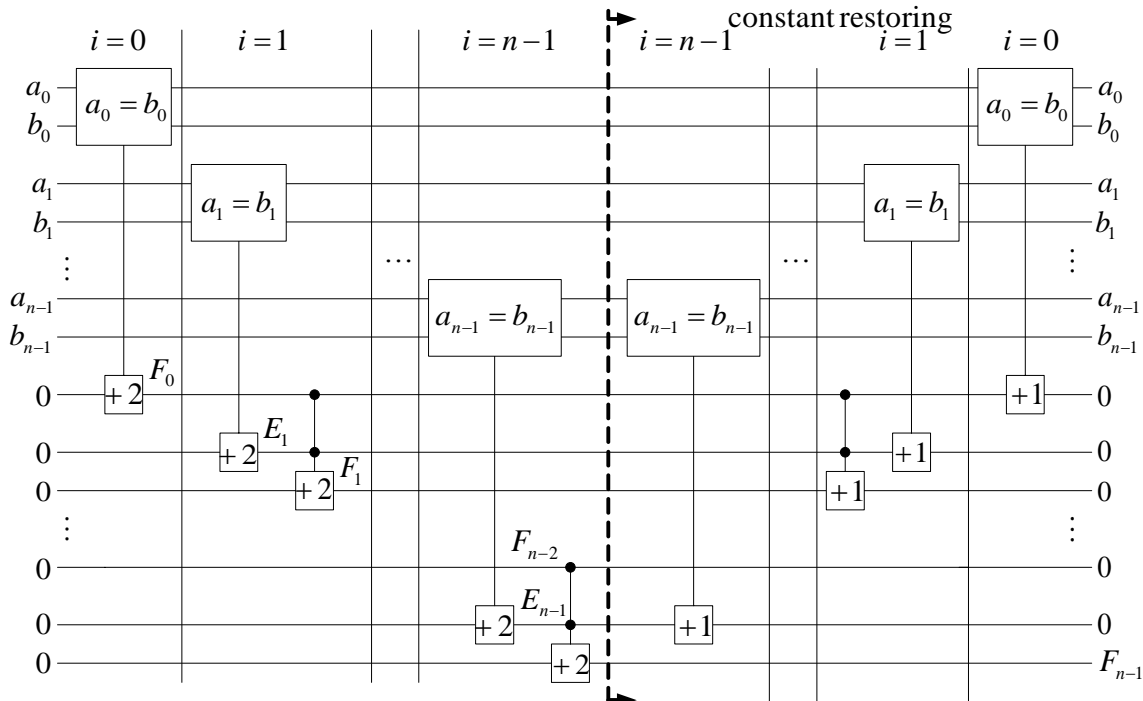 constant restoring
i = 0 i = 1 i = n−1 i = n−1 i = 1 i = 0
a₀ a₀ = b₀ a₀ = b₀ a₀
b₀ b₀
a₁ a₁ = b₁ a₁ = b₁ a₁
b₁ b₁
⋮ … … ⋮
aₙ₋₁ aₙ₋₁ = bₙ₋₁ aₙ₋₁ = bₙ₋₁ aₙ₋₁
bₙ₋₁ bₙ₋₁
0 +2 F₀ +1 0
0 +2 E₁ +1 0
0 +2 F₁ +1 0
⋮ ⋮
0 Fₙ₋₂ 0
0 +2 Eₙ₋₁ +1 0
0 +2 Fₙ₋₁